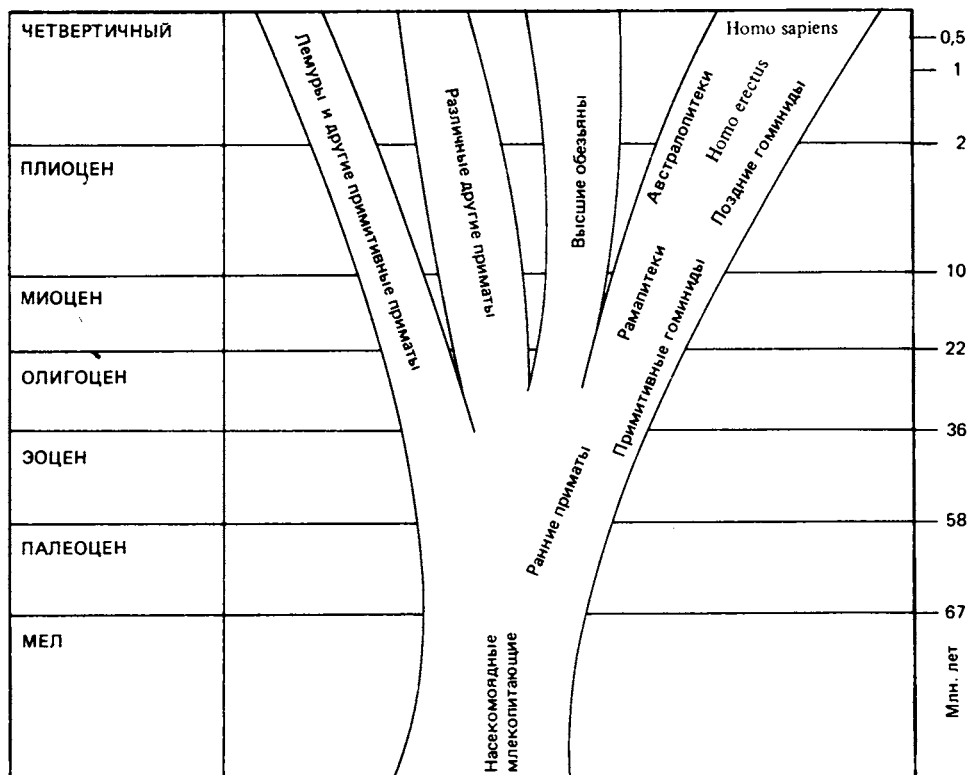 ЧЕТВЕРТИЧНЫЙ
ПЛИОЦЕН
МИОЦЕН
ОЛИГОЦЕН
ЭОЦЕН
ПАЛЕОЦЕН
МЕЛ
Лемуры и другие примитивные приматы
Различные другие приматы
Высшие обезьяны
Австралопитеки
Homo sapiens
Homo erectus
Поздние гоминиды
Рамапитеки
Примитивные гоминиды
Ранние приматы
Насекомоядные
млекопитающие
0,5
1
2
10
22
36
58
67
Млн. лет